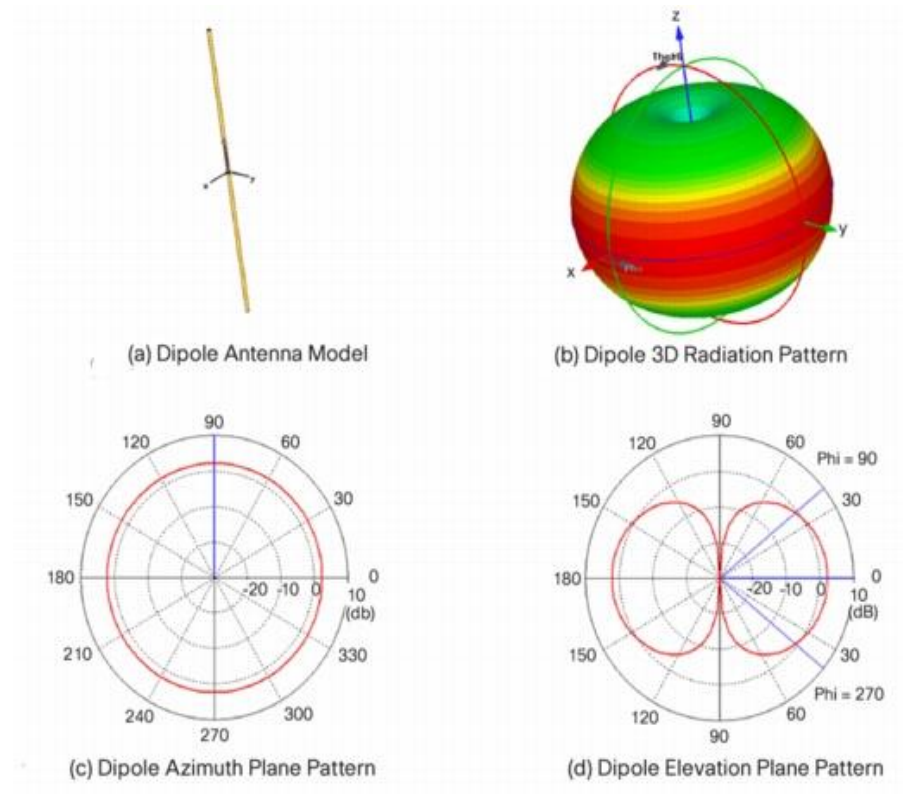 z
Theta
y
x
Phi
x
y
(a) Dipole Antenna Model
(b) Dipole 3D Radiation Pattern
90
120
60
150
30
180
0
-20 -10 0 10
(db)
210
330
240
300
270
(c) Dipole Azimuth Plane Pattern
90
120
60
Phi = 90
150
30
180
0
-20 -10 0 10
(dB)
150
30
Phi = 270
120
60
90
(d) Dipole Elevation Plane Pattern